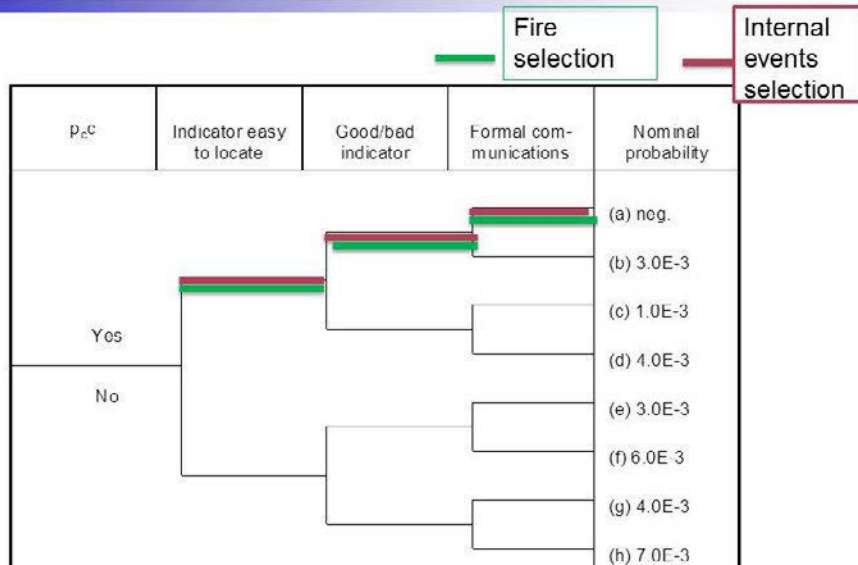 Fire
selection
Internal
events
selection
pcc
Indicator easy
to locate
Good/bad
indicator
Formal com-
munications
Nominal
probability
Yes
No
(a) neg.
(b) 3.0E-3
(c) 1.0E-3
(d) 4.0E-3
(e) 3.0E-3
(f) 6.0E-3
(g) 4.0E-3
(h) 7.0E-3